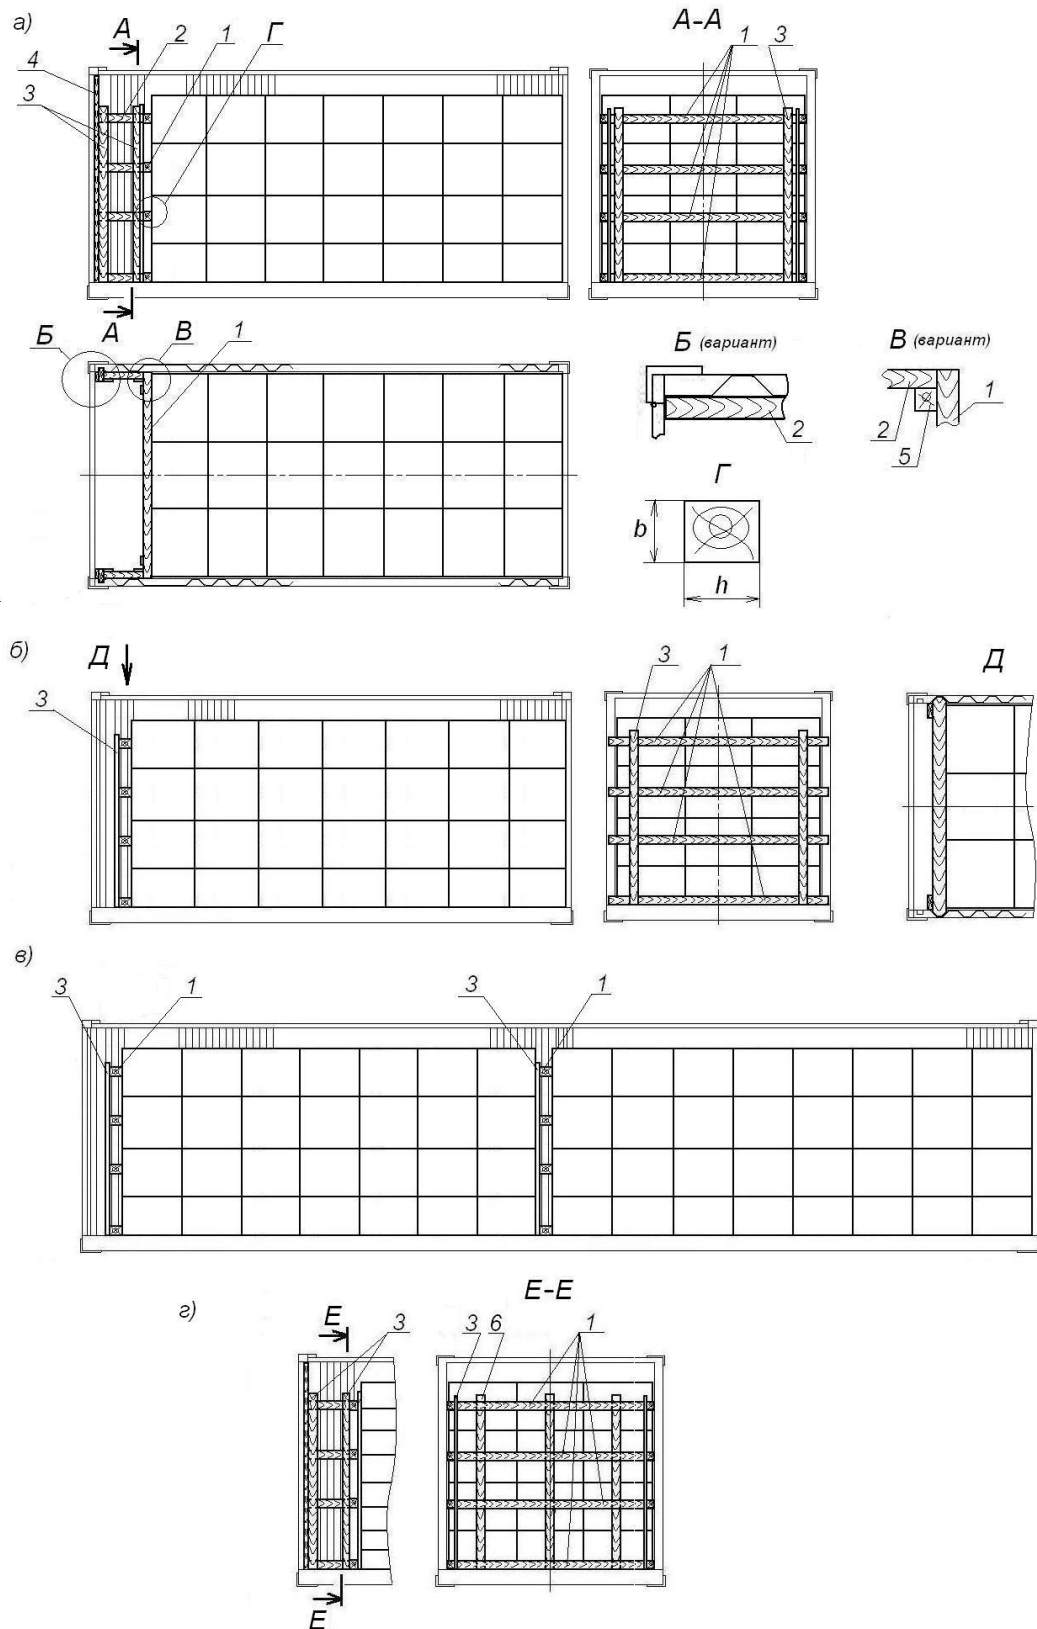 а)
А 2 1 Г
4
3
А-А
1 3
А
Б В 1
Б (вариант)
2
В (вариант)
2 1
5
Г
b
h
б)
Д
3
3 1
Д
в)
3 1 3 1
г)
Е 3
Е
Е-Е
3 6 1